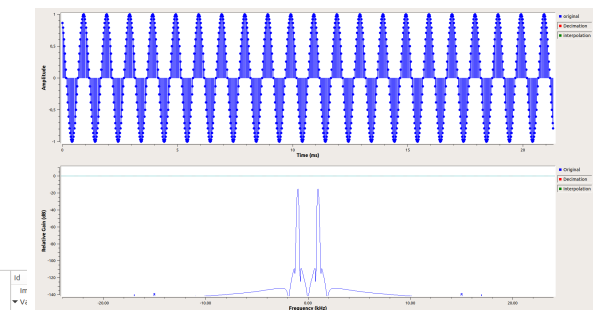 1
0.5
0
-0.5
-1
Amplitude
0
5
10
15
20
Time (ms)
original
Decimation
Interpolation
0
-20
-40
-60
-80
-100
-120
-140
Relative Gain (dB)
-20.00
-10.00
0.00
10.00
20.00
Frequency (kHz)
Original
Decimation
Interpolation
Id